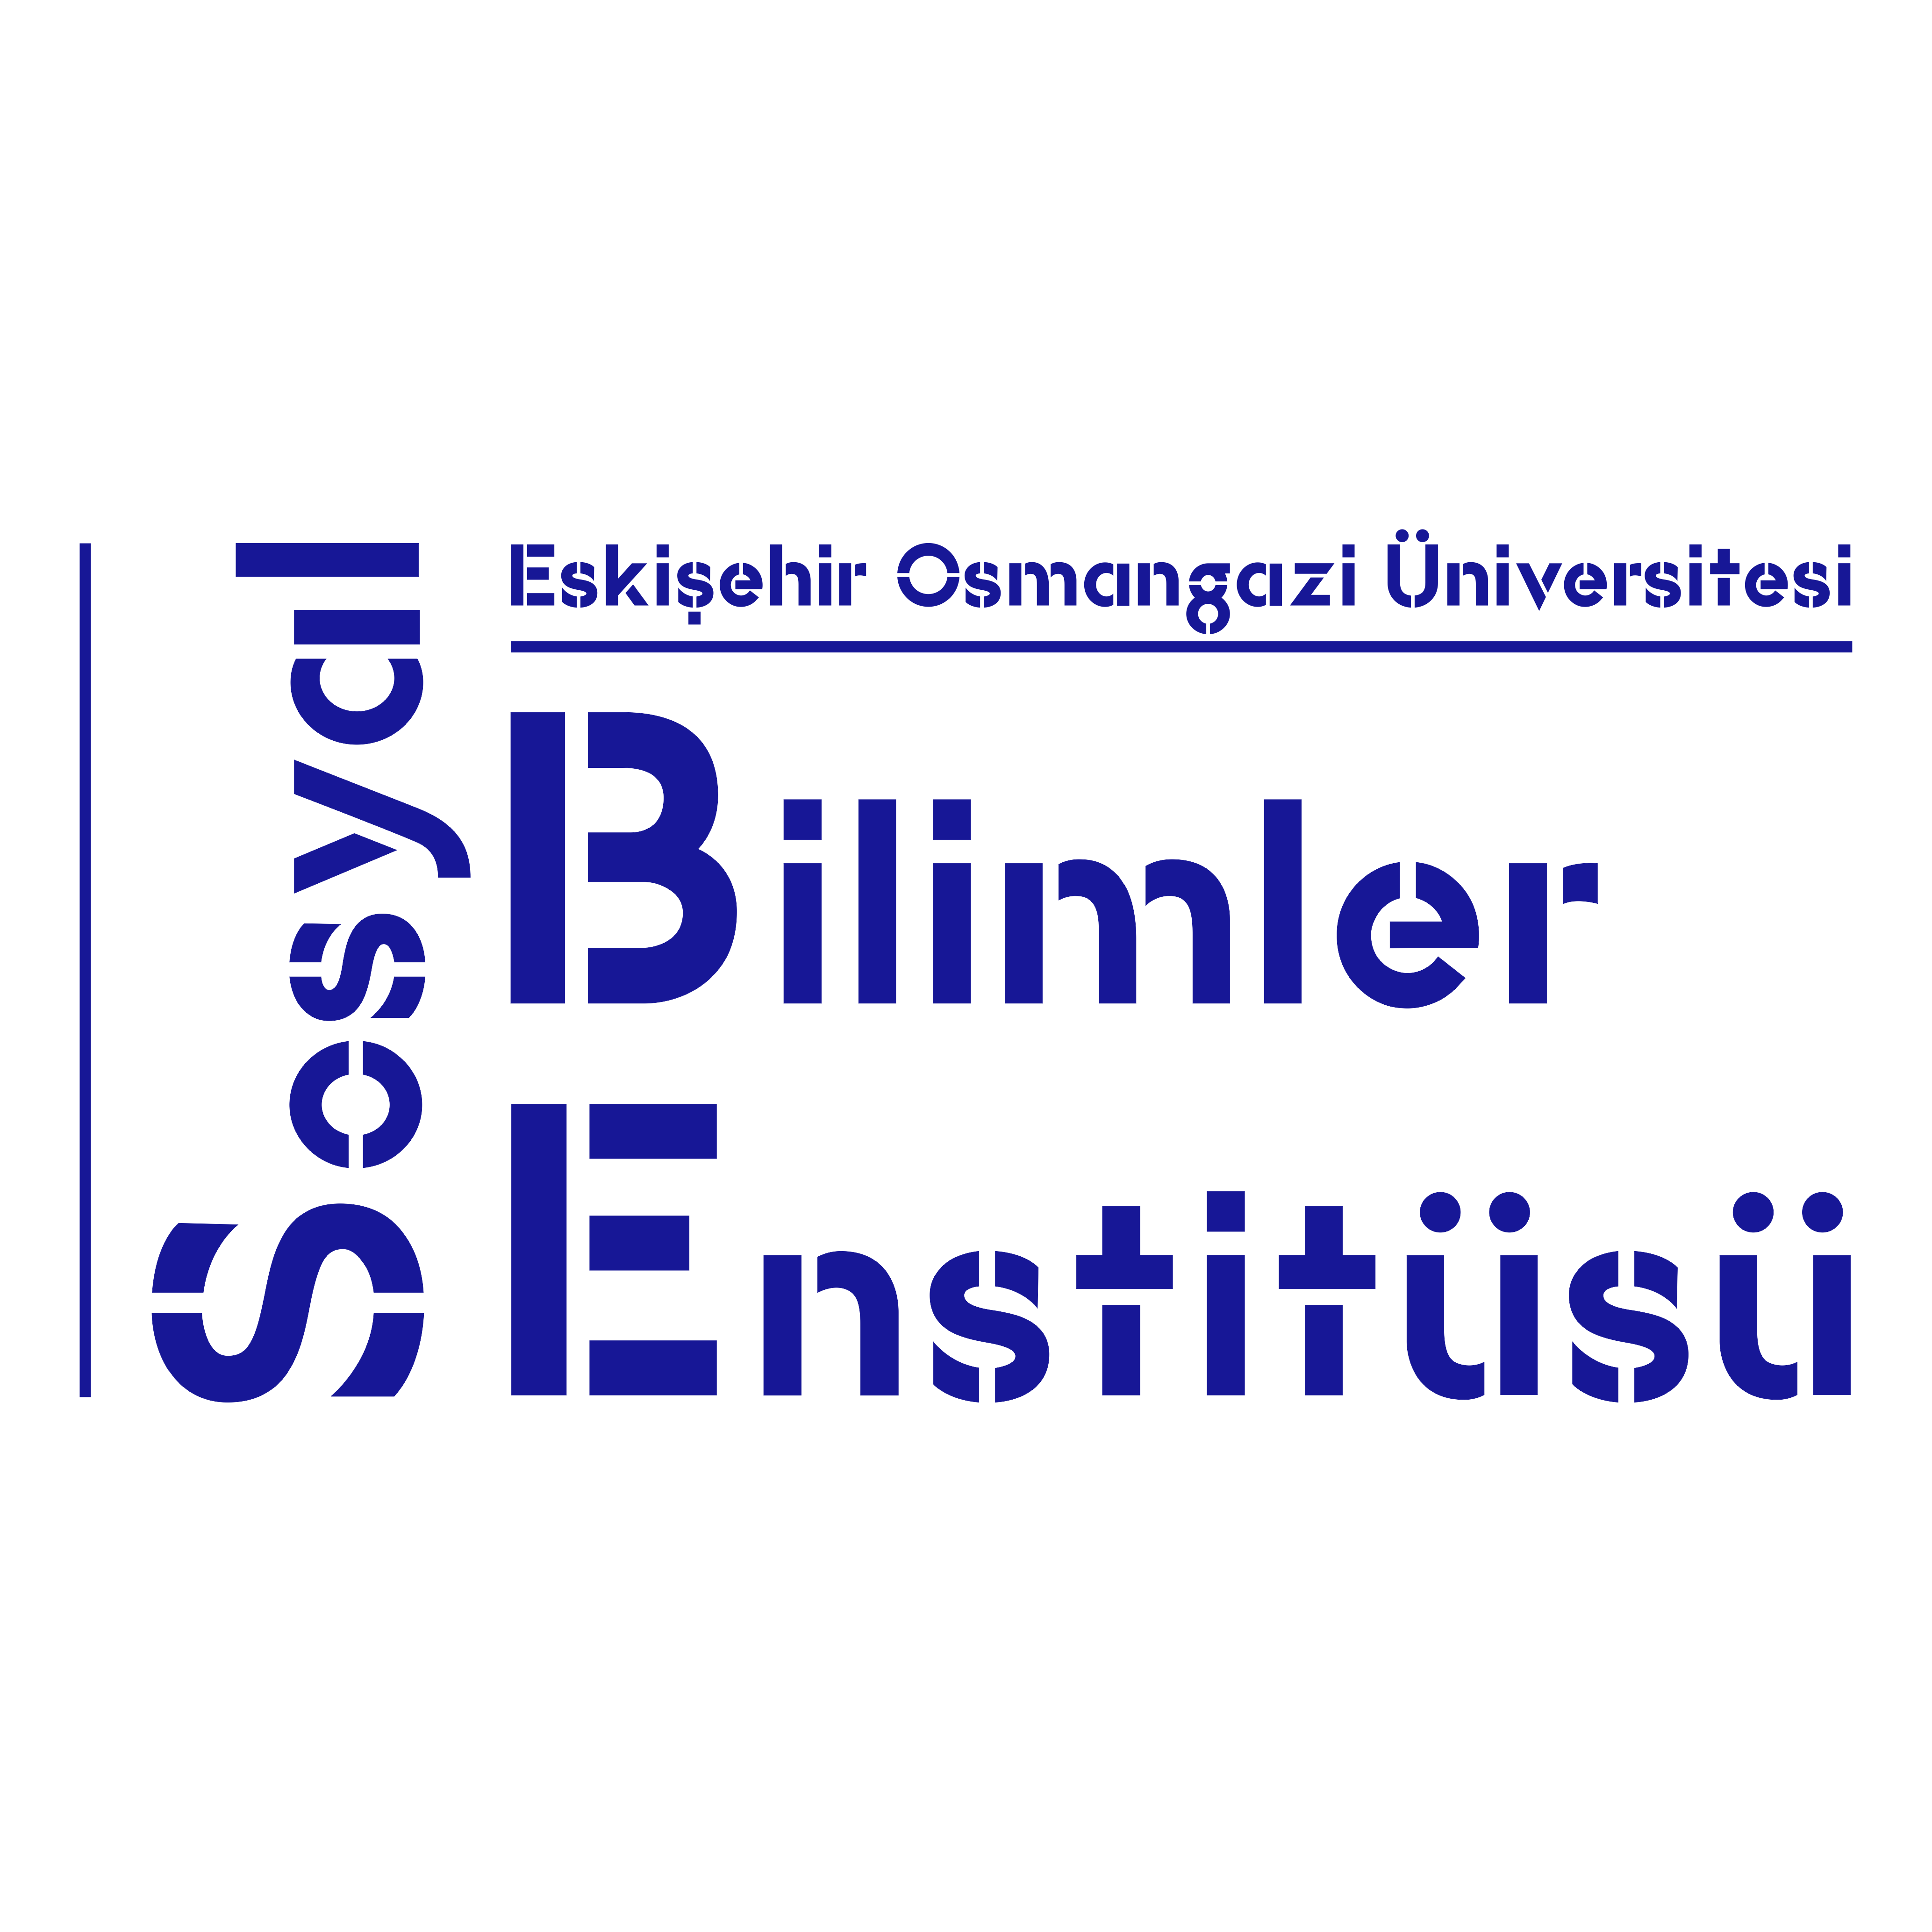 Eskişehir Osmangazi Üniversitesi
Sosyal
Bilimler
Enstitüsü